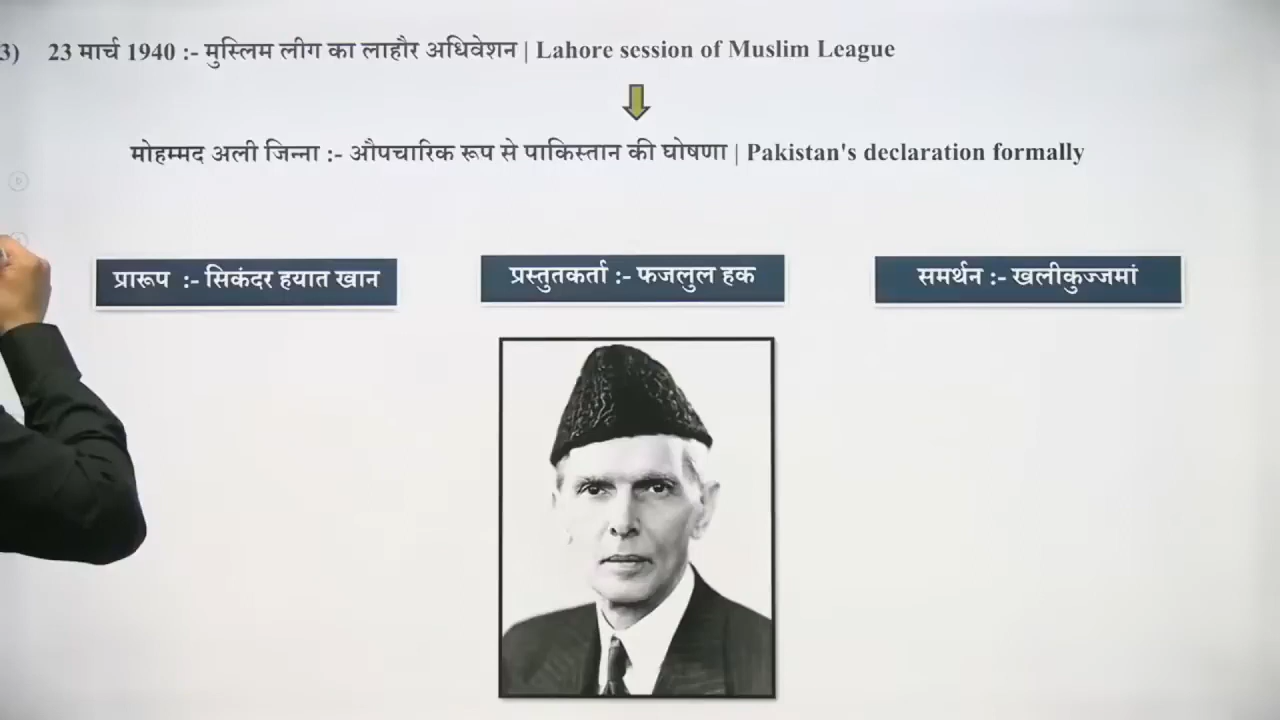 3) 23 मार्च 1940 :- मुस्लिम लीग का लाहौर अधिवेशन | Lahore session of Muslim League
मोहम्मद अली जिन्ना :- औपचारिक रूप से पाकिस्तान की घोषणा | Pakistan's declaration formally
प्रारूप :- सिकंदर हयात खान
प्रस्तुतकर्ता :- फजलुल हक
समर्थन :- खलीकुज्जमां